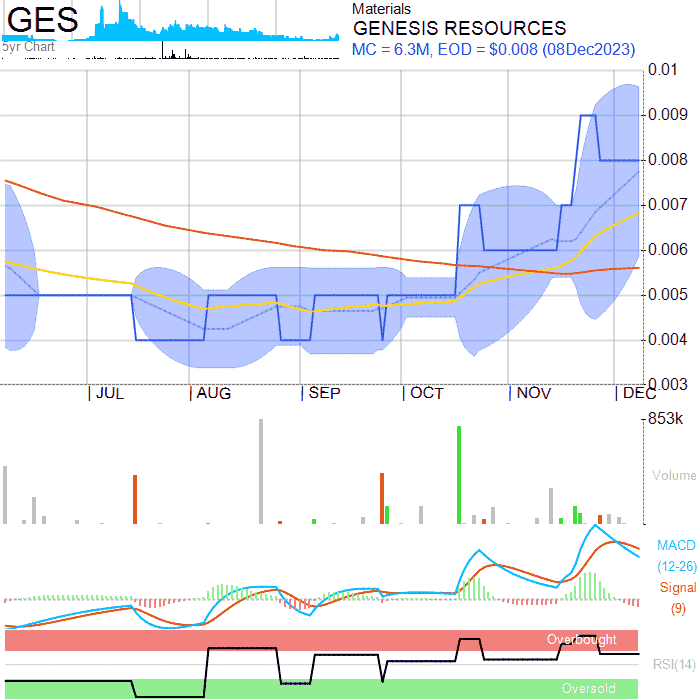 GES
5yr Chart
Materials
GENESIS RESOURCES
MC = 6.3M, EOD = $0.008 (08Dec2023)
0.01
0.009
0.008
0.007
0.006
0.005
0.004
0.003
JUL AUG SEP OCT NOV DEC
853k
Volume
MACD
(12-26)
Signal
(9)
Overbought
RSI(14)
Oversold